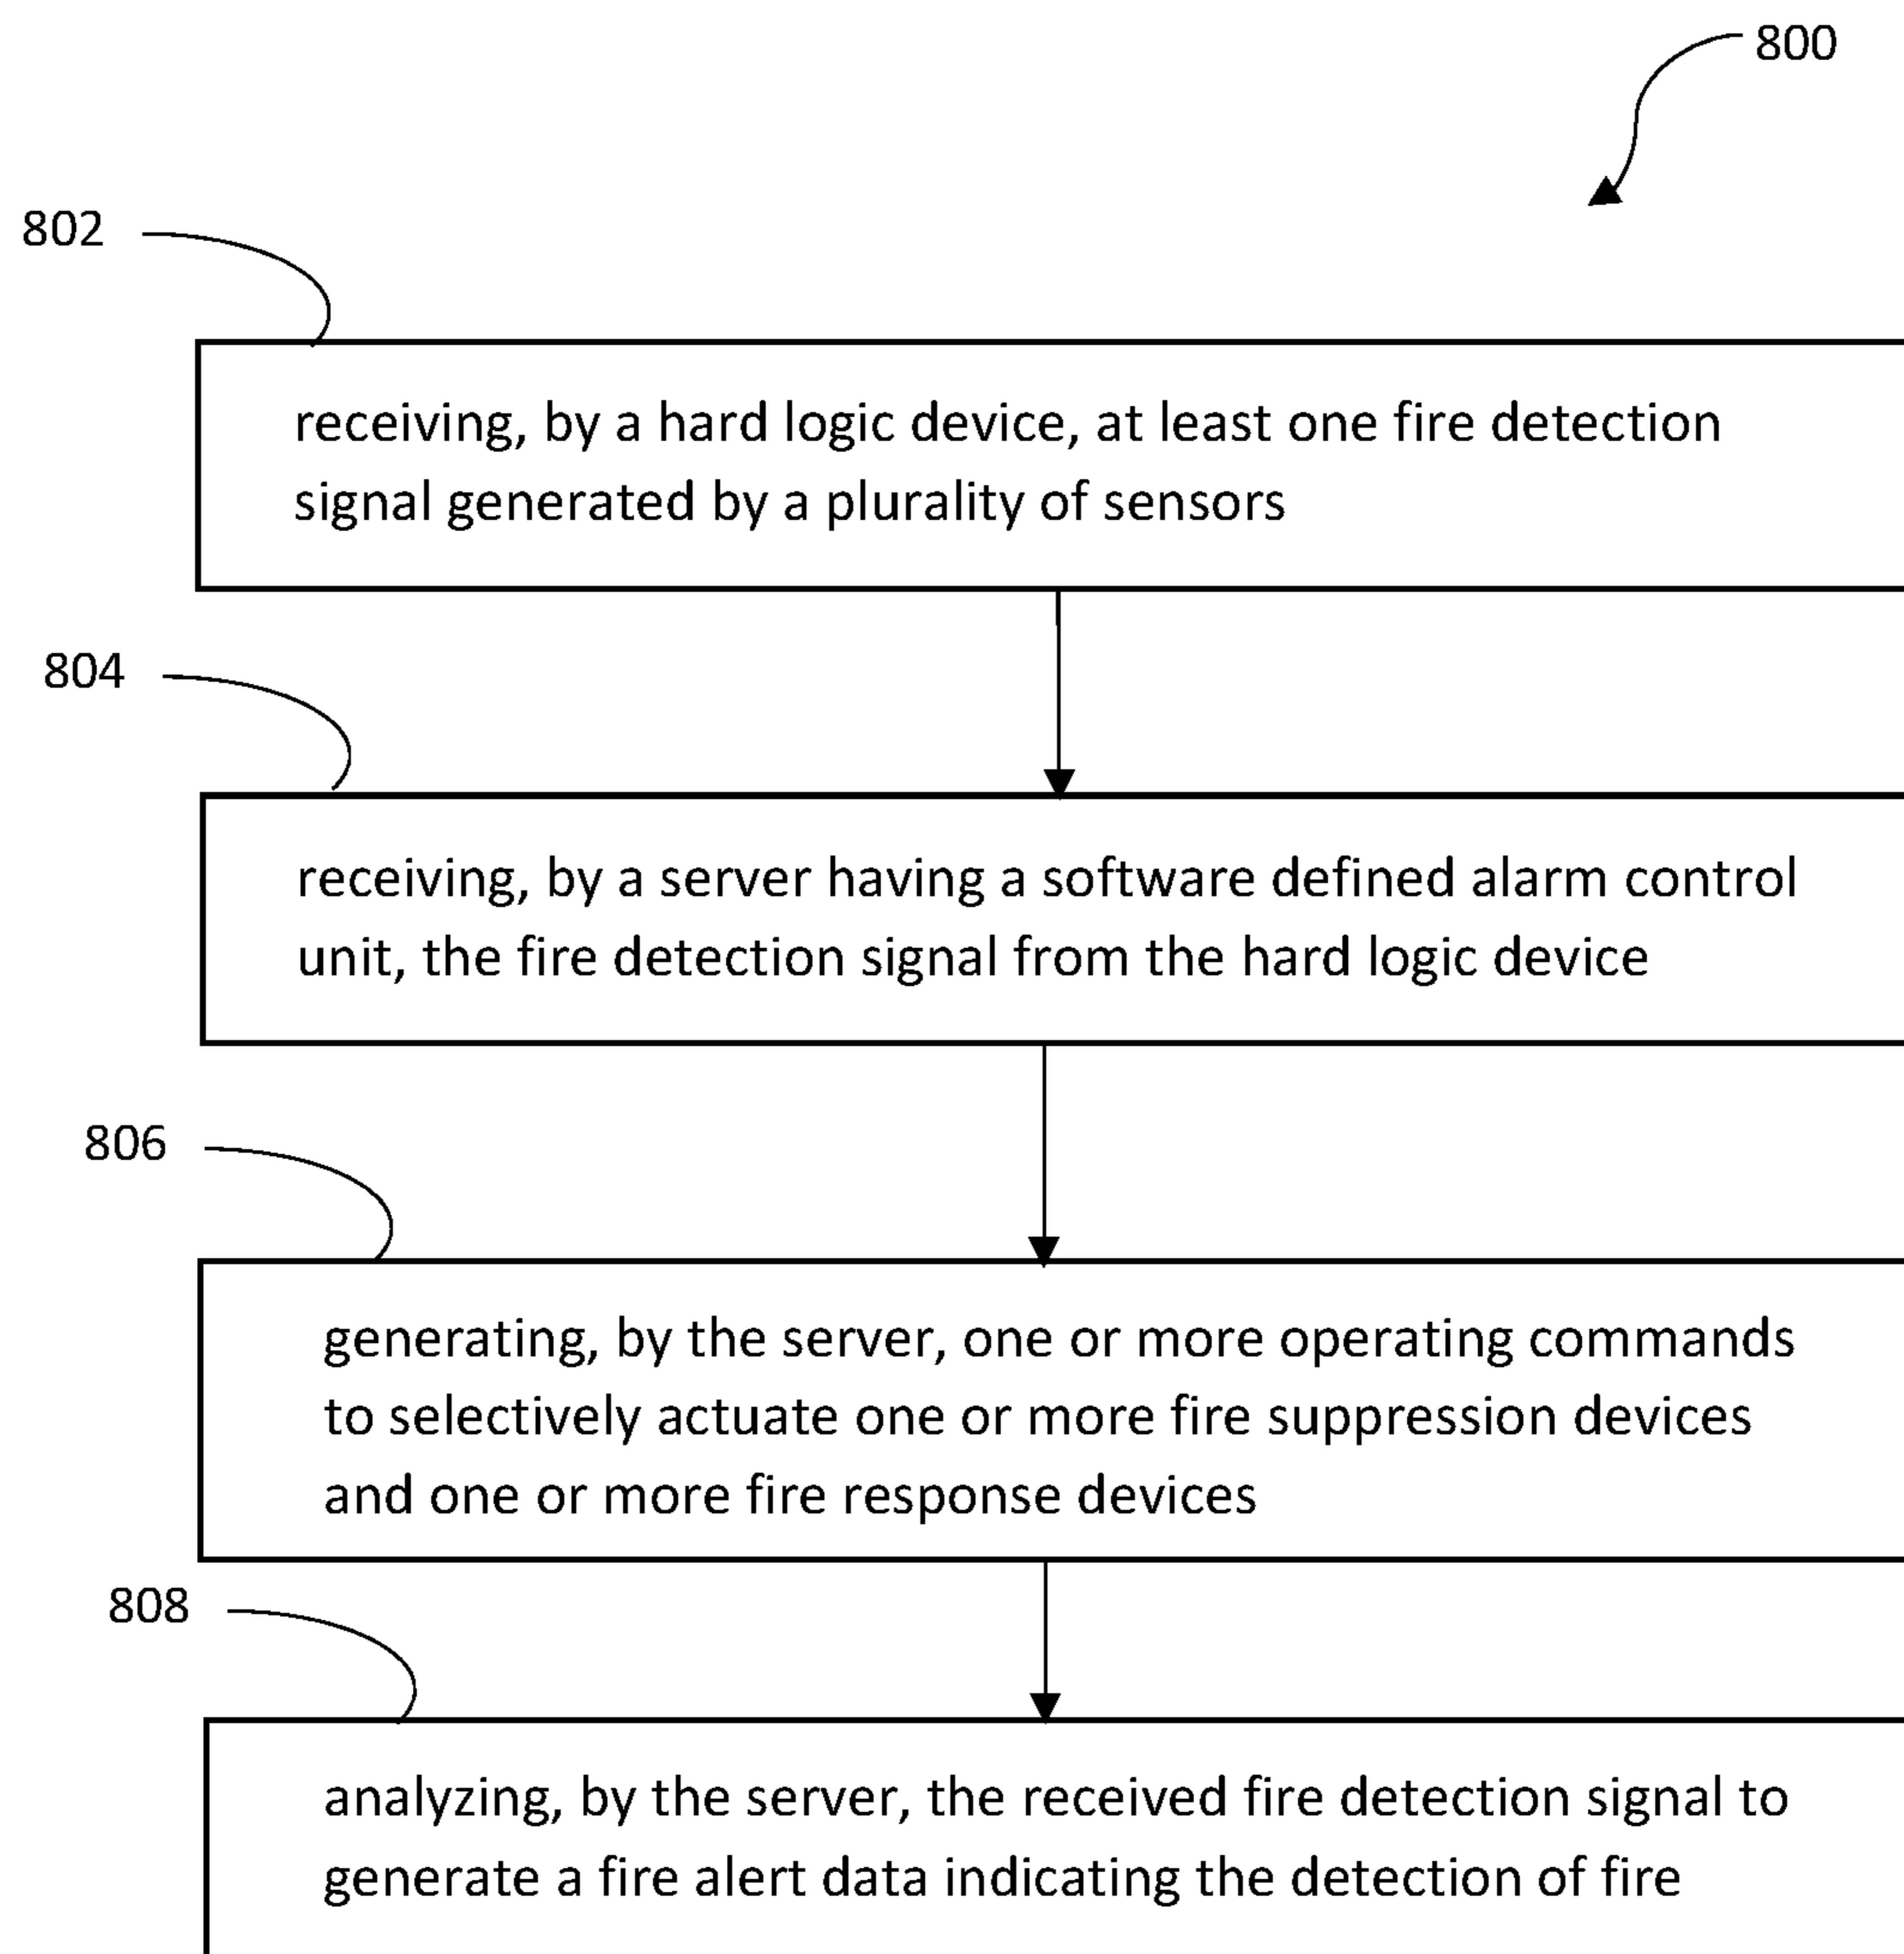 800
802
receiving, by a hard logic device, at least one fire detection
signal generated by a plurality of sensors
804
receiving, by a server having a software defined alarm control
unit, the fire detection signal from the hard logic device
806
generating, by the server, one or more operating commands
to selectively actuate one or more fire suppression devices
and one or more fire response devices
808
analyzing, by the server, the received fire detection signal to
generate a fire alert data indicating the detection of fire